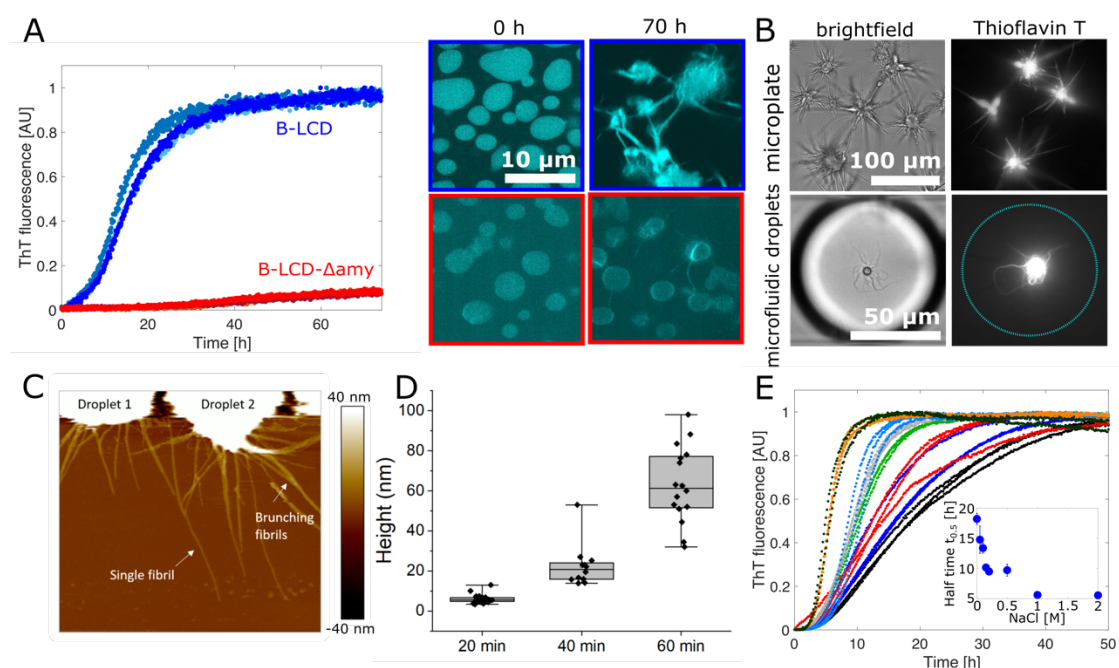 A
0 h
70 h
B
brightfield
Thioflavin T
ThT fluorescence [AU]
1
0.8
0.6
0.4
0.2
0
B-LCD
B-LCD-Δamy
0
20
40
60
Time [h]
10 µm
microplate
100 µm
microfluidic droplets
50 µm
C
Droplet 1
Droplet 2
40 nm
Brunching
fibrils
Single fibril
-40 nm
D
Height (nm)
100
90
80
70
60
50
40
30
20
10
0
20 min
40 min
60 min
E
ThT fluorescence [AU]
1
0.8
0.6
0.4
0.2
0
0
10
20
30
40
50
Time [h]
Half time t0.5 [h]
20
15
10
5
0
0.5
1
1.5
2
NaCl [M]